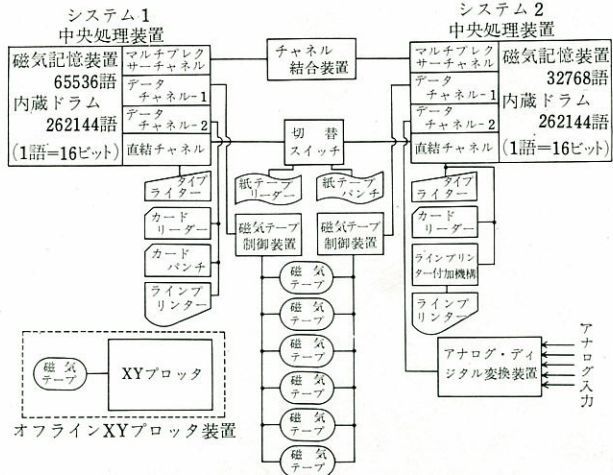 システム1
中央処理装置
磁気記憶装置
65536語
内蔵ドラム
262144語
(1語=16ビット)
マルチプレク
サーチャネル
データ
チャネル-1
データ
チャネル-2
直結チャネル
チャネル
結合装置
切替
スイッチ
システム2
中央処理装置
マルチプレク
サーチャネル
データ
チャネル-1
データ
チャネル-2
直結チャネル
磁気記憶装置
32768語
内蔵ドラム
262144語
(1語=16ビット)
タイプ
ライター
カード
リーダー
カード
パンチ
ラインプ
リンター
紙テープ
リーダー
紙テープ
パンチ
磁気テープ
制御装置
磁気テープ
制御装置
磁気
テープ
磁気
テープ
磁気
テープ
磁気
テープ
磁気
テープ
磁気
テープ
タイプ
ライター
カード
リーダー
ラインプリン
ター付加機構
ラインプ
リンター
アナログ・ディ
ジタル変換装置
アナログ入力
磁気
テープ
XYプロッタ
オフラインXYプロッタ装置